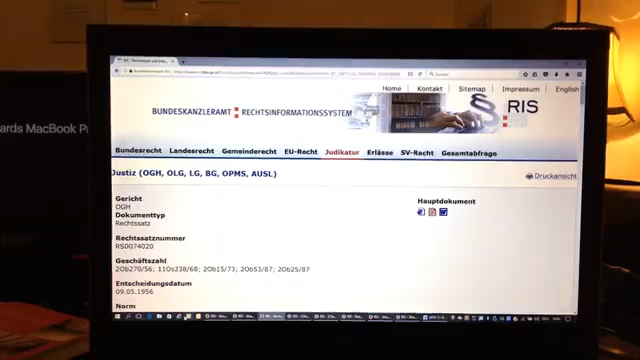 Home | Kontakt | Sitemap | Impressum | English
BUNDESKANZLERAMT RECHTSINFORMATIONSSYSTEM
§ RIS
ards MacBook P
Bundesrecht Landesrecht Gemeinderecht EU-Recht Judikatur Erlässe SV-Recht Gesamtabfrage
Justiz (OGH, OLG, LG, BG, OPMS, AUSL)
Druckansicht
Gericht
OGH
Hauptdokument
Dokumenttyp
Rechtssatz
Rechtssatznummer
RS0074020
Geschäftszahl
2Ob270/56; 11Os238/68; 2Ob15/73; 2Ob53/87; 2Ob25/87
Entscheidungsdatum
09.05.1956
Norm